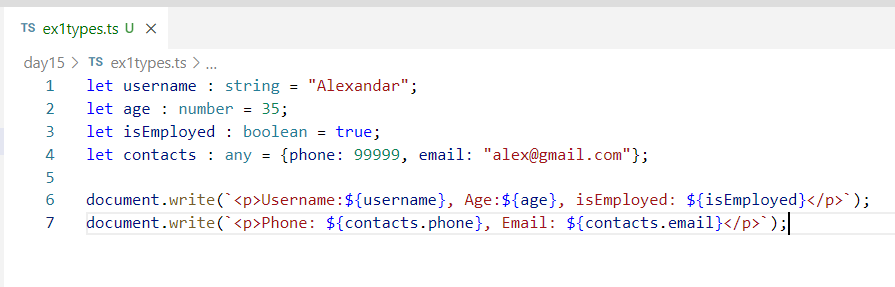 TS ex1types.ts U ×
day15 > TS ex1types.ts > ...
1 let username : string = "Alexandar";
2 let age : number = 35;
3 let isEmployed : boolean = true;
4 let contacts : any = {phone: 99999, email: "alex@gmail.com"};
5
6 document.write(`<p>Username:${username}, Age:${age}, isEmployed: ${isEmployed}</p>`);
7 document.write(`<p>Phone: ${contacts.phone}, Email: ${contacts.email}</p>`);